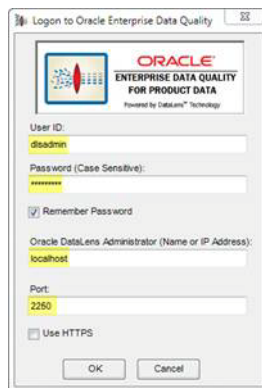 Logon to Oracle Enterprise Data Quality
ORACLE
ENTERPRISE DATA QUALITY
FOR PRODUCT DATA
Powered by DataLens™ Technology
User ID:
dlsadmin
Password (Case Sensitive):
*********
Remember Password
Oracle DataLens Administrator (Name or IP Address):
localhost
Port:
2260
Use HTTPS
OK Cancel